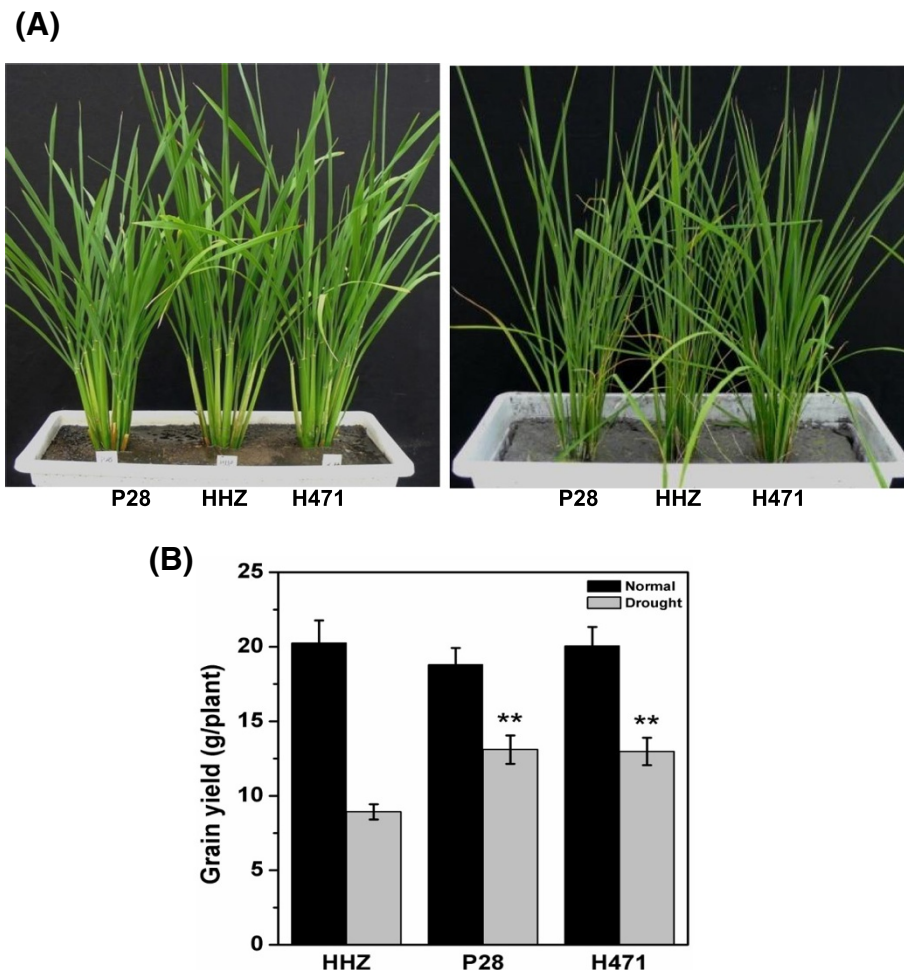 (A)
P28 HHZ H471
P28 HHZ H471
(B)
Grain yield (g/plant)
25
20
15
10
5
0
Normal
Drought
**
**
HHZ P28 H471